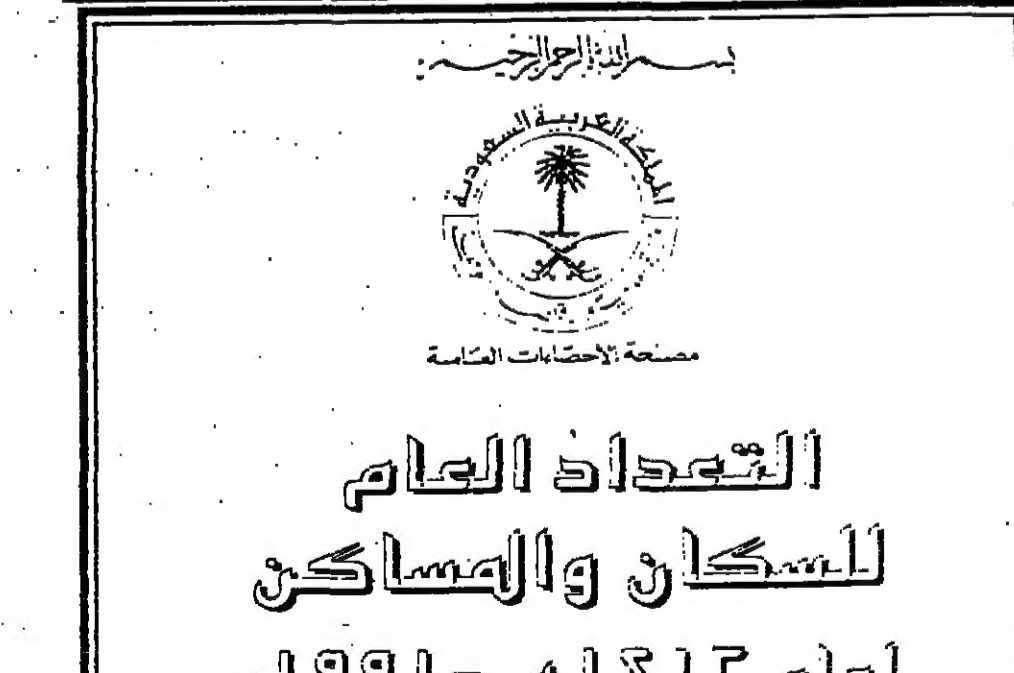 بسم الله الرحمن الرحيم
المملكة العربية السعودية
مصلحة الإحصاءات العامة
التعداد العام
للسكان والمساكن